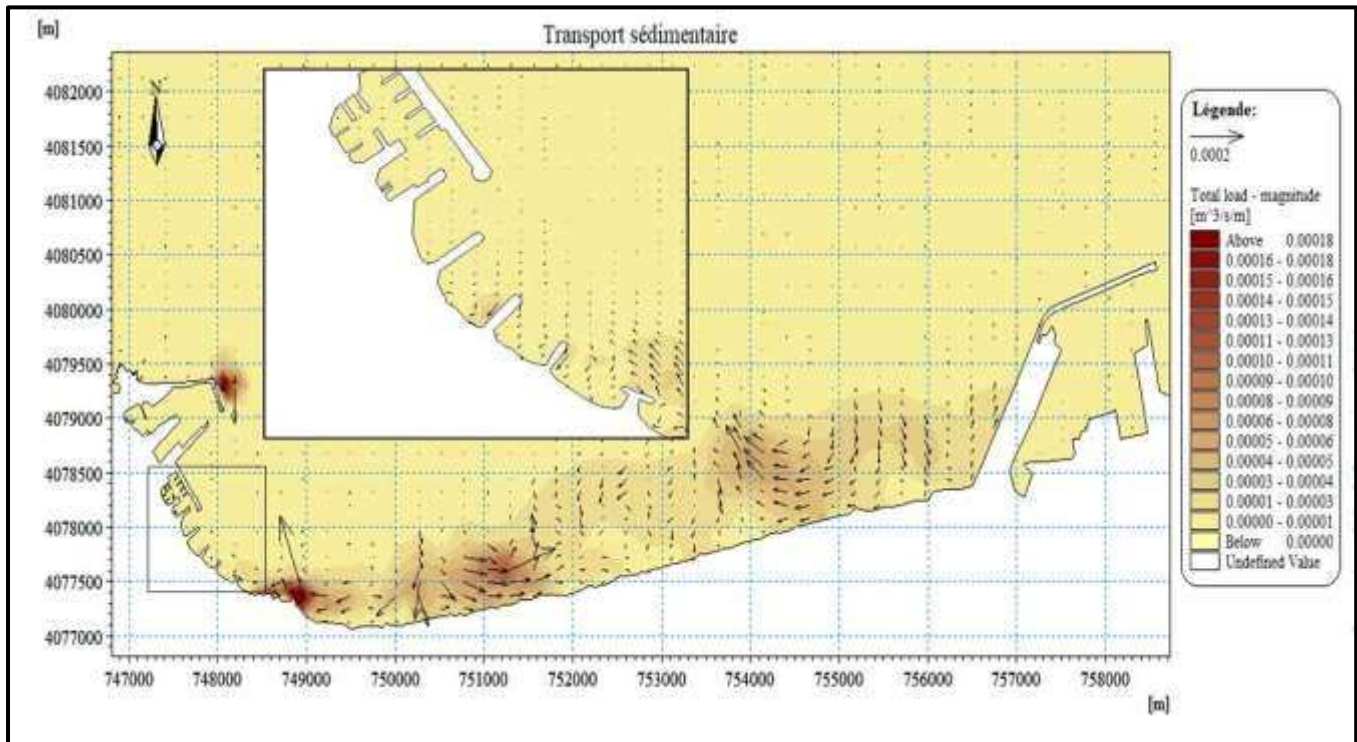 [m]
Transport sédimentaire
N
4082000
4081500
4081000
4080500
4080000
4079500
4079000
4078500
4078000
4077500
4077000
747000 748000 749000 750000 751000 752000 753000 754000 755000 756000 757000 758000
[m]
Légende:
0.0002
Total load - magnitude
[m^3/s/m]
Above 0.00018
0.00016 - 0.00018
0.00015 - 0.00016
0.00014 - 0.00015
0.00013 - 0.00014
0.00011 - 0.00013
0.00010 - 0.00011
0.00009 - 0.00010
0.00008 - 0.00009
0.00006 - 0.00008
0.00005 - 0.00006
0.00004 - 0.00005
0.00003 - 0.00004
0.00001 - 0.00003
0.00000 - 0.00001
Below 0.00000
Undefined Value